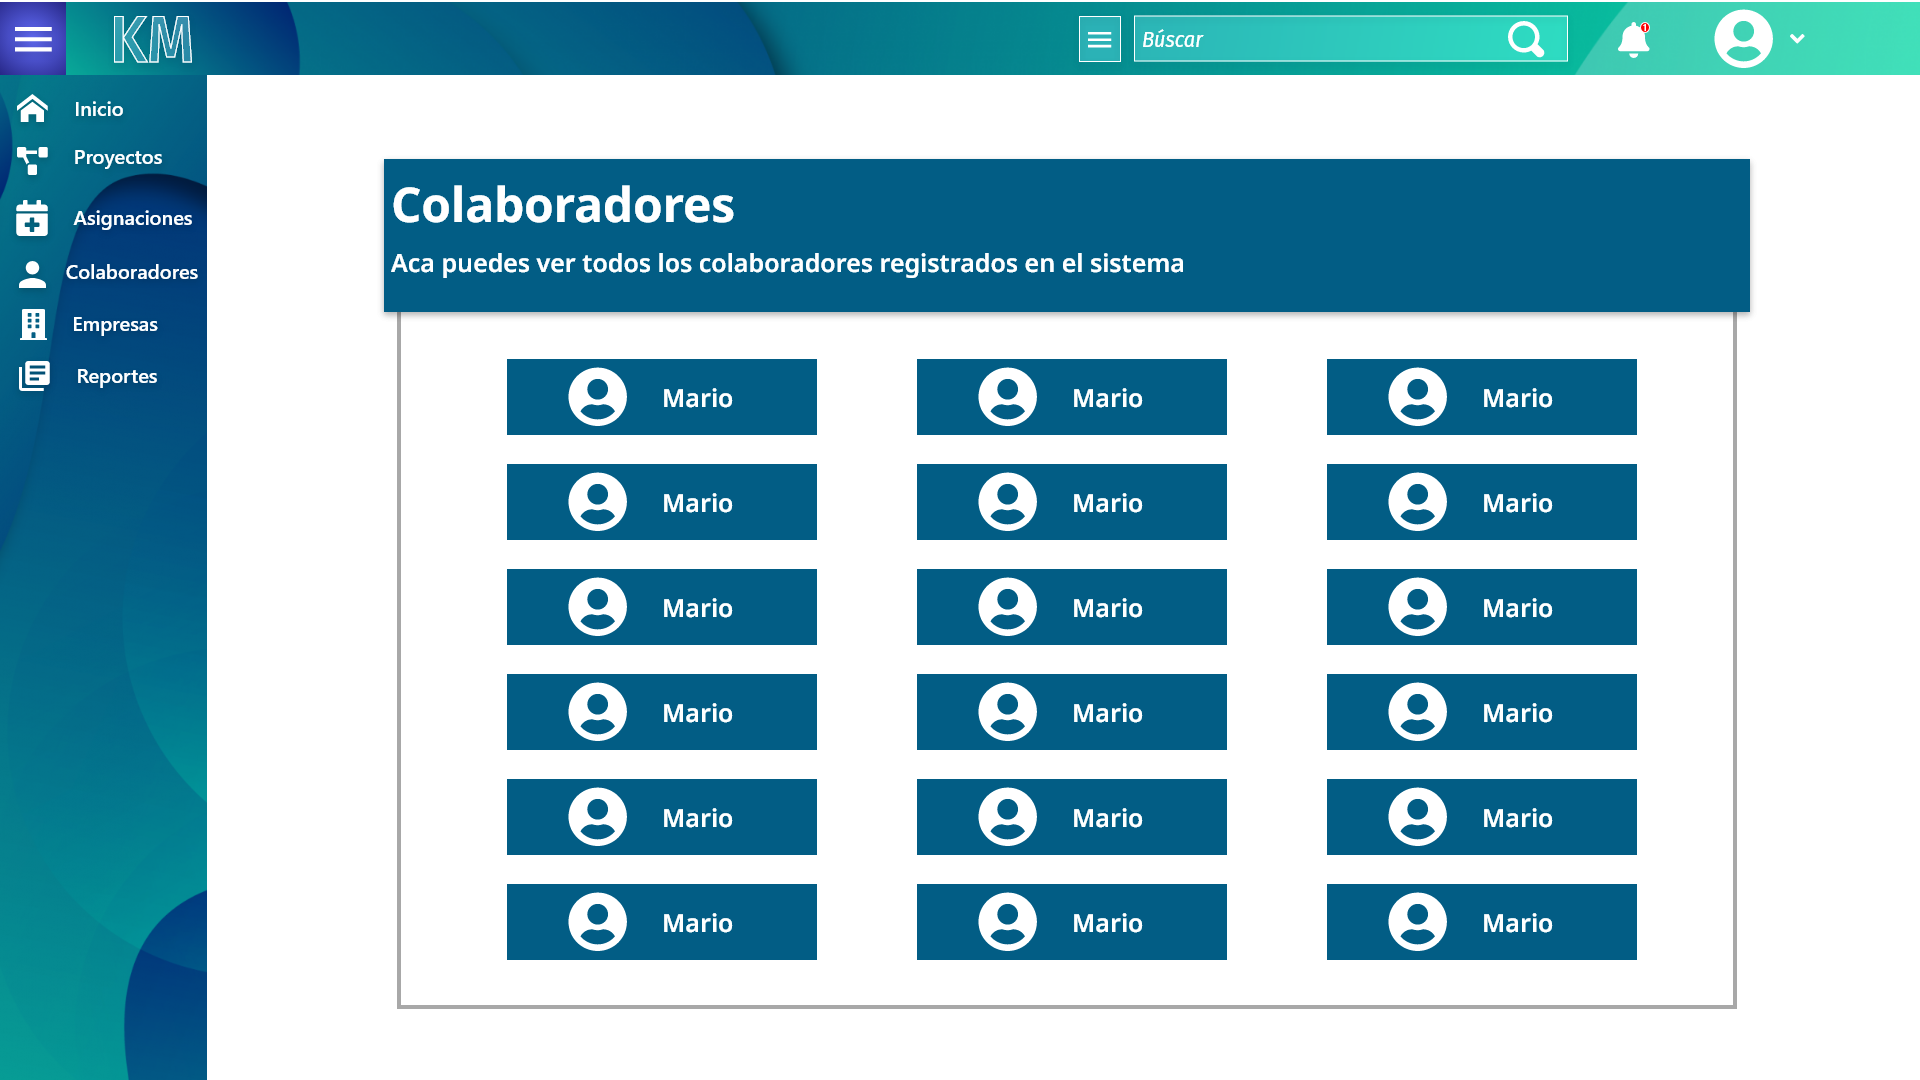 KM
Búscar
1
Inicio
Proyectos
Asignaciones
Colaboradores
Empresas
Reportes
Colaboradores
Aca puedes ver todos los colaboradores registrados en el sistema
Mario Mario Mario
Mario Mario Mario
Mario Mario Mario
Mario Mario Mario
Mario Mario Mario
Mario Mario Mario